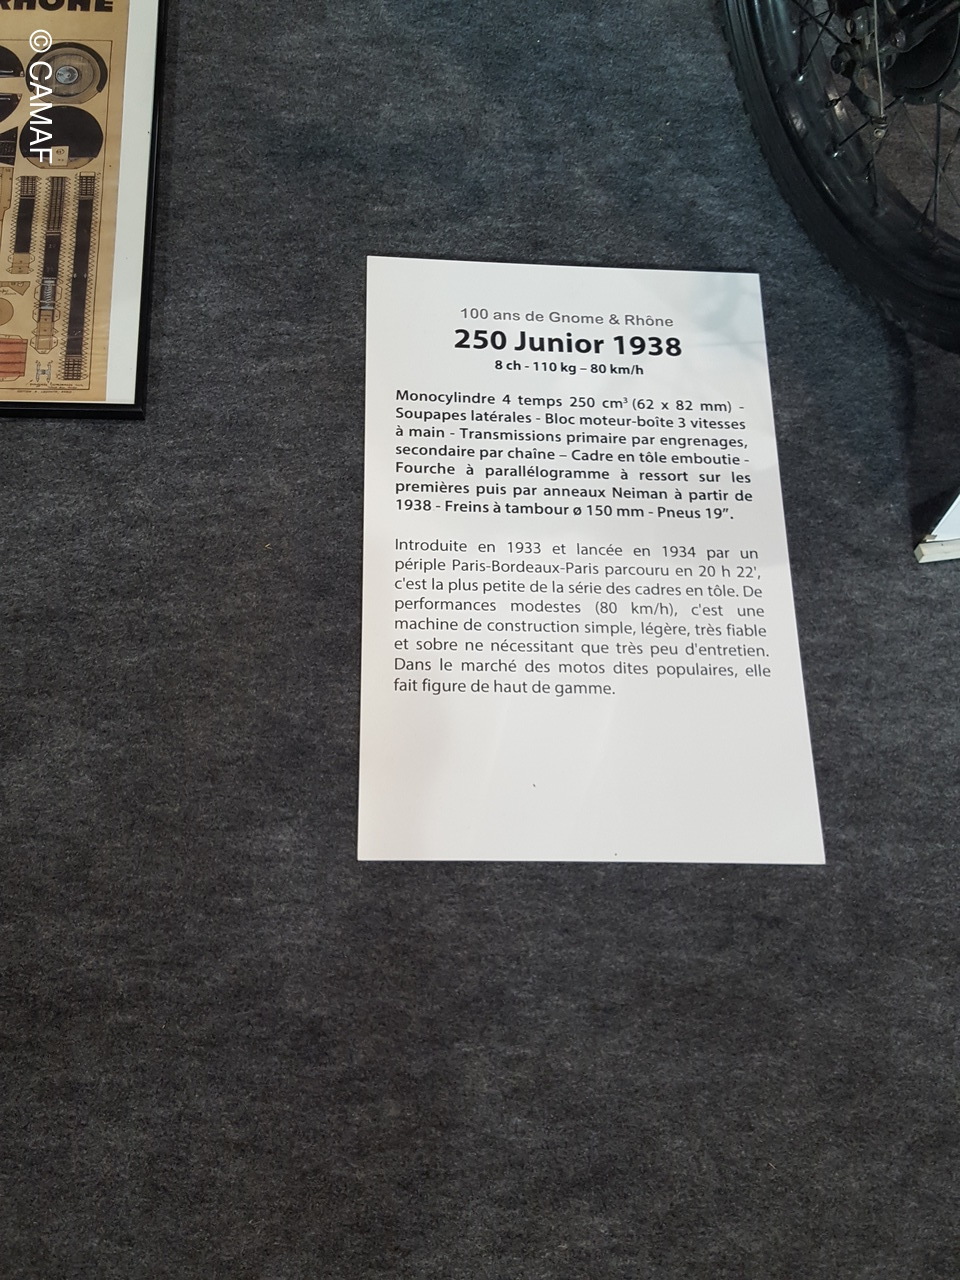 RHÔNE
© CAMAF
100 ans de Gnome & Rhône
250 Junior 1938
8 ch - 110 kg – 80 km/h
Monocylindre 4 temps 250 cm³ (62 x 82 mm) -
Soupapes latérales - Bloc moteur-boîte 3 vitesses
à main - Transmissions primaire par engrenages,
secondaire par chaîne – Cadre en tôle emboutie -
Fourche à parallélogramme à ressort sur les
premières puis par anneaux Neiman à partir de
1938 - Freins à tambour ø 150 mm - Pneus 19”.
Introduite en 1933 et lancée en 1934 par un
périple Paris-Bordeaux-Paris parcouru en 20 h 22',
c'est la plus petite de la série des cadres en tôle. De
performances modestes (80 km/h), c'est une
machine de construction simple, légère, très fiable
et sobre ne nécessitant que très peu d'entretien.
Dans le marché des motos dites populaires, elle
fait figure de haut de gamme.